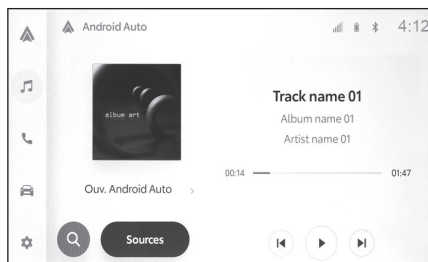 Android Auto
4:12
album art
Track name 01
Album name 01
Artist name 01
00:14
01:47
Ouv. Android Auto
Sources